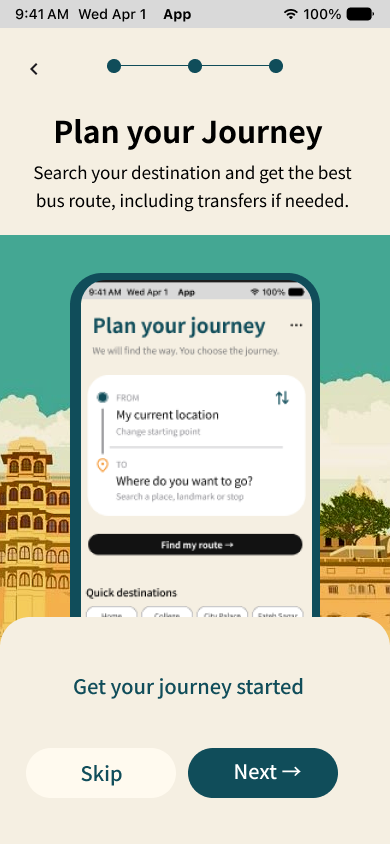 9:41 AM Wed Apr 1 App 100%
Plan your Journey
Search your destination and get the best
bus route, including transfers if needed.
9:41 AM Wed Apr 1 App 100%
Plan your journey
We will find the way. You choose the journey.
FROM
My current location
Change starting point
TO
Where do you want to go?
Search a place, landmark or stop
Find my route →
Quick destinations
Home College City Palace Fateh Sagar
Get your journey started
Skip Next →